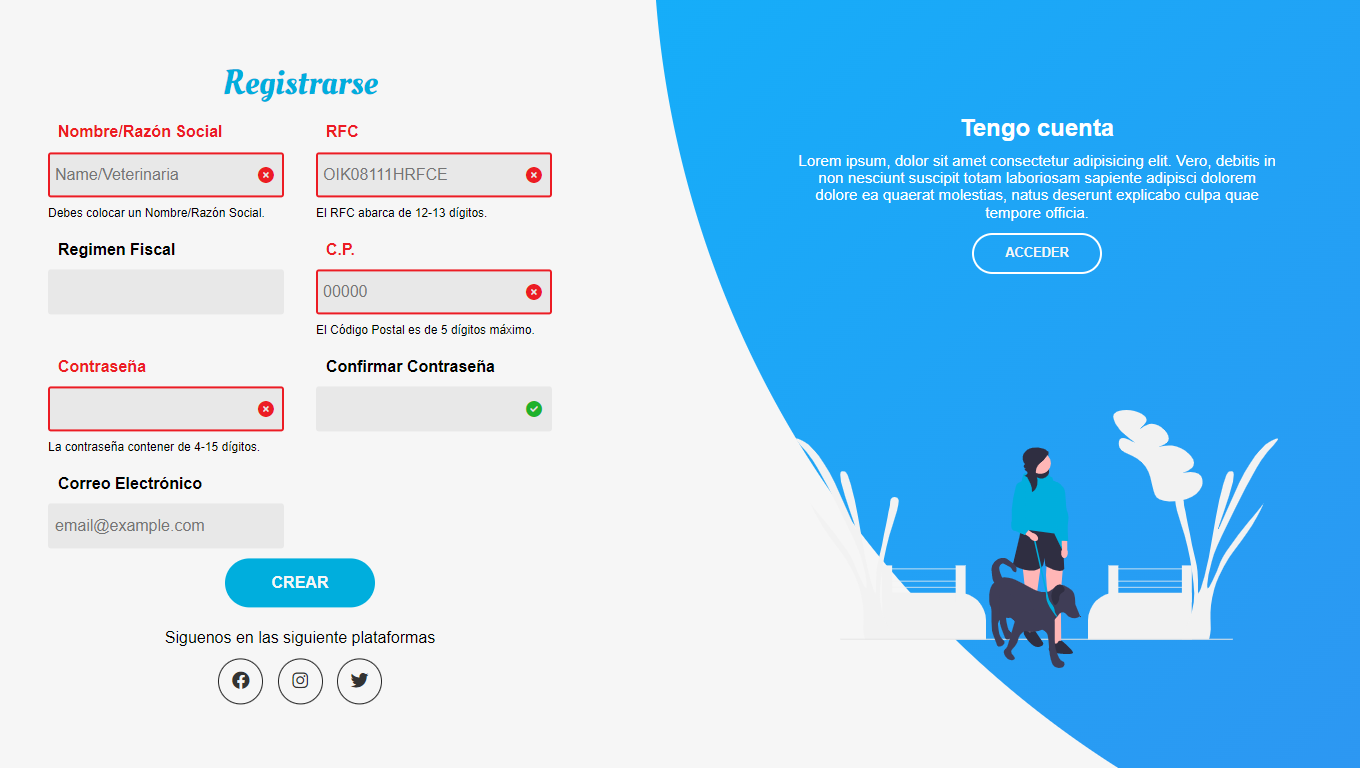 Registrarse
Nombre/Razón Social
RFC
Name/Veterinaria
OIK08111HRFCE
Debes colocar un Nombre/Razón Social.
El RFC abarca de 12-13 dígitos.
Regimen Fiscal
C.P.
00000
El Código Postal es de 5 dígitos máximo.
Contraseña
Confirmar Contraseña
La contraseña contener de 4-15 dígitos.
Correo Electrónico
email@example.com
CREAR
Siguenos en las siguiente plataformas
Tengo cuenta
Lorem ipsum, dolor sit amet consectetur adipisicing elit. Vero, debitis in
non nesciunt suscipit totam laboriosam sapiente adipisci dolorem
dolore ea quaerat molestias, natus deserunt explicabo culpa quae
tempore officia.
ACCEDER